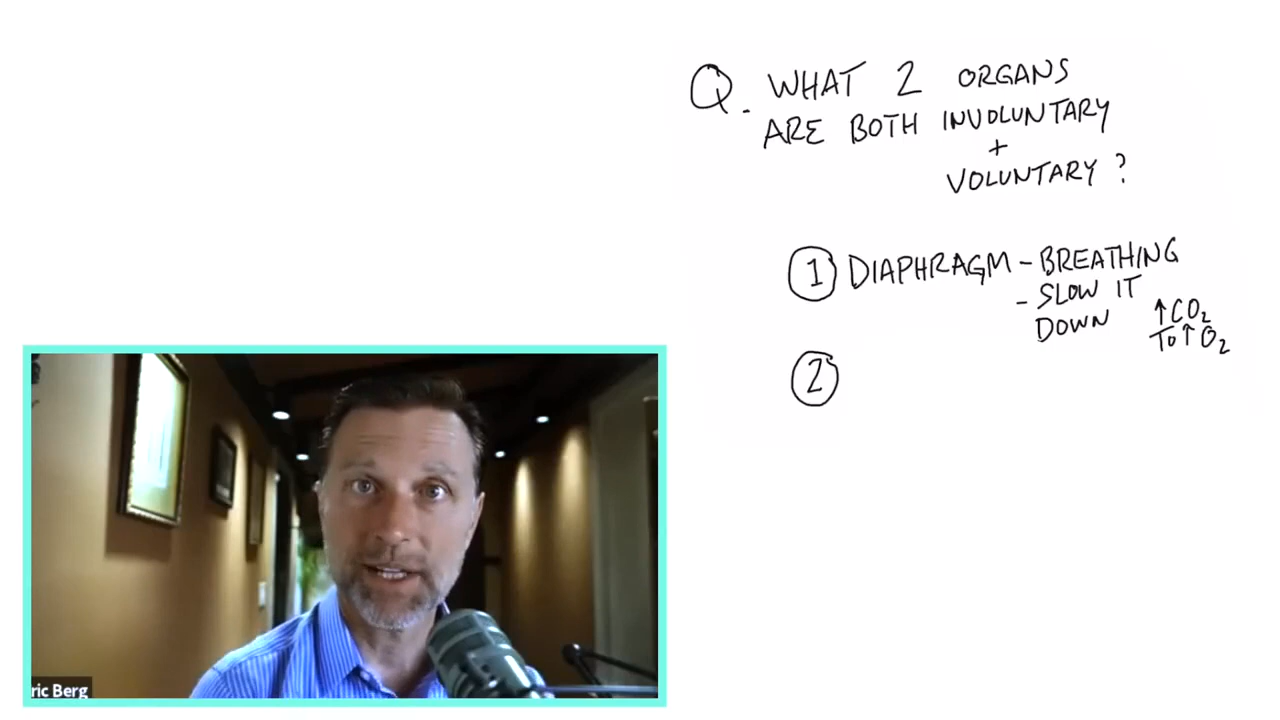 Q. WHAT 2 ORGANS
ARE BOTH INVOLUNTARY
+
VOLUNTARY?
① DIAPHRAGM - BREATHING
- SLOW IT
DOWN ↑CO₂
TO ↑O₂
②
ric Berg